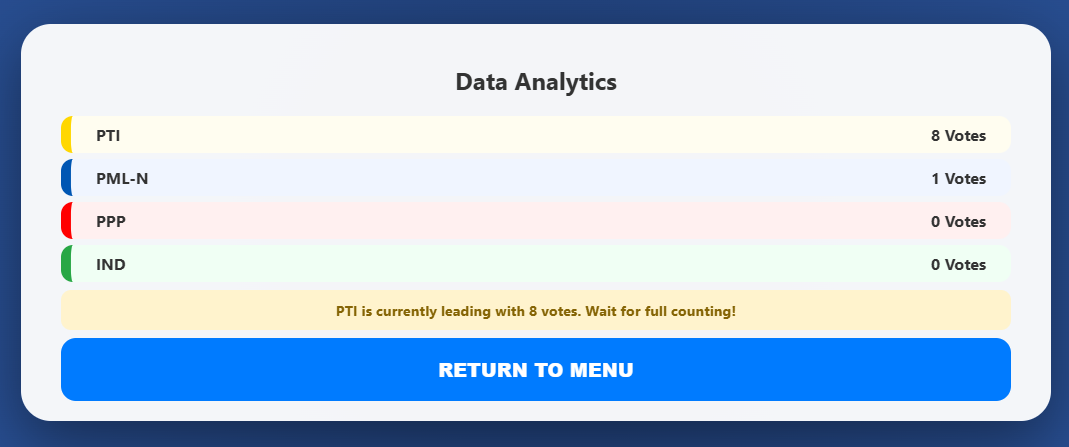 Data Analytics
PTI 8 Votes
PML-N 1 Votes
PPP 0 Votes
IND 0 Votes
PTI is currently leading with 8 votes. Wait for full counting!
RETURN TO MENU